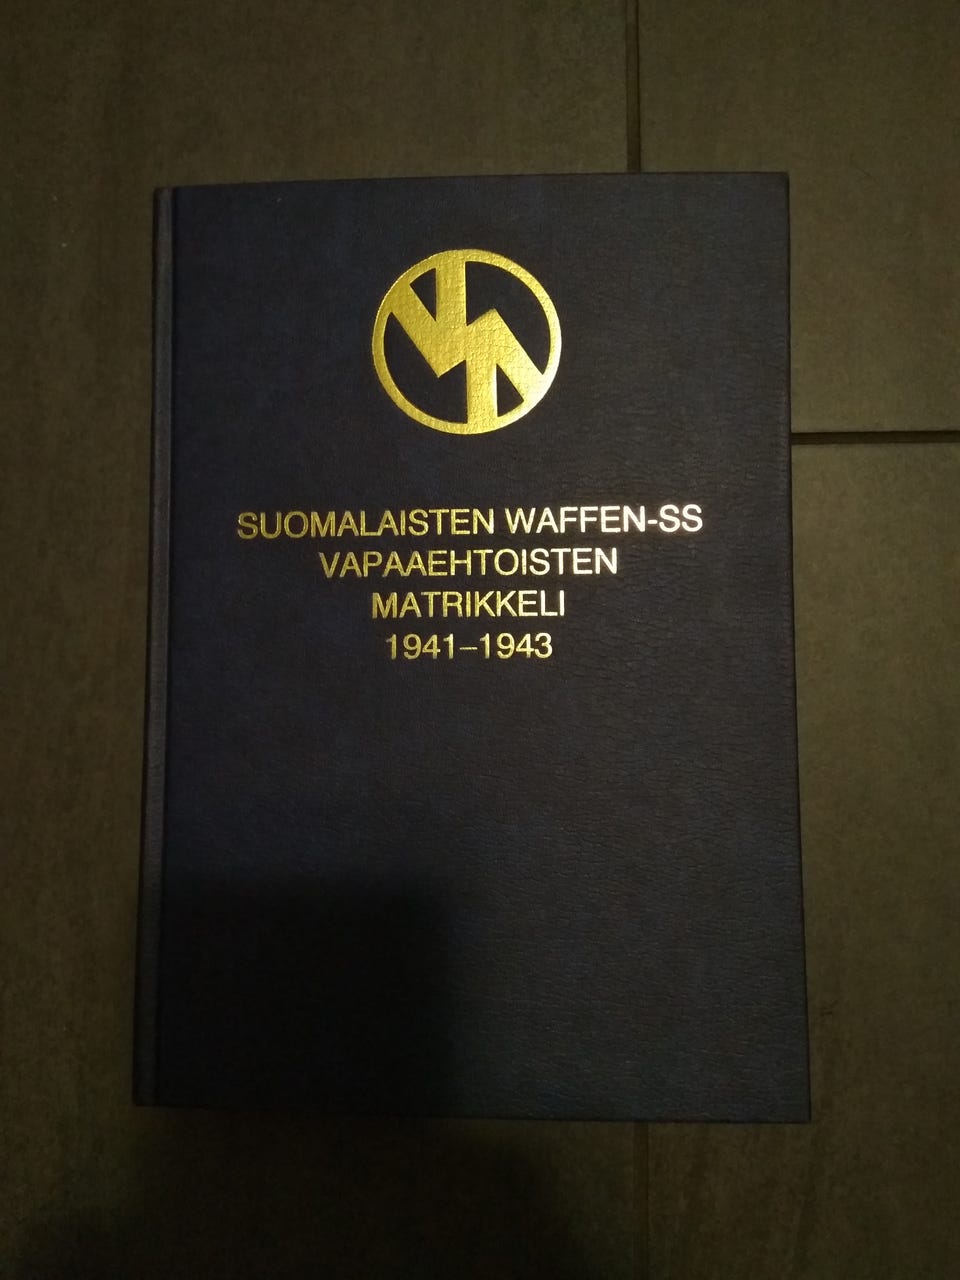 SUOMALAISTEN WAFFEN-SS
VAPAAEHTOISTEN
MATRIKKELI
1941–1943